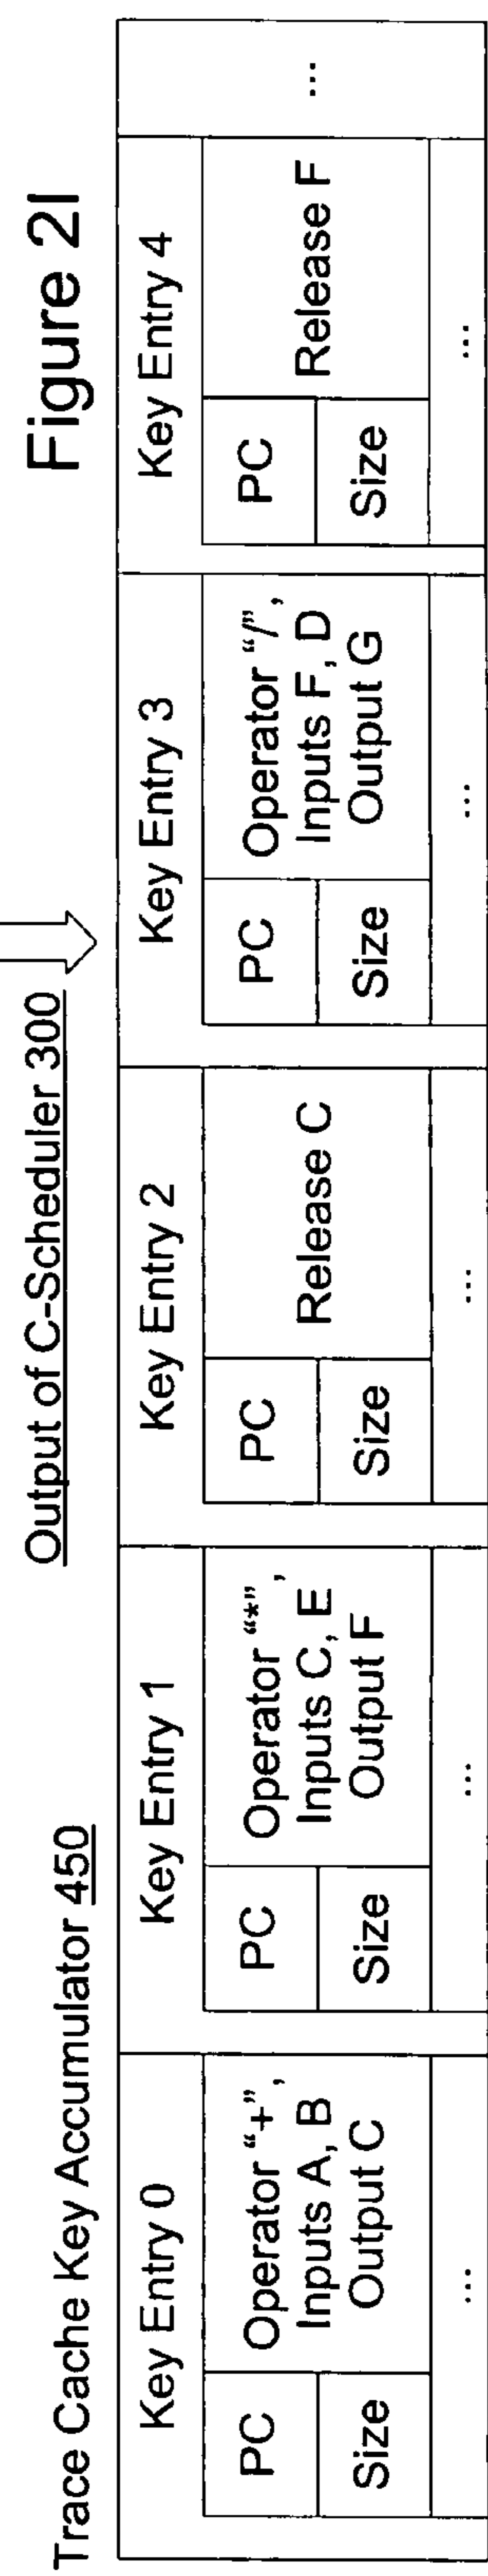 Figure 2I
Output of C-Scheduler 300
Trace Cache Key Accumulator 450
Key Entry 0
PC
Size
Operator “+”,
Inputs A, B
Output C
...
Key Entry 1
PC
Size
Operator “*”,
Inputs C, E
Output F
...
Key Entry 2
PC
Size
Release C
...
Key Entry 3
PC
Size
Operator “/”,
Inputs F, D
Output G
...
Key Entry 4
PC
Size
Release F
...
...